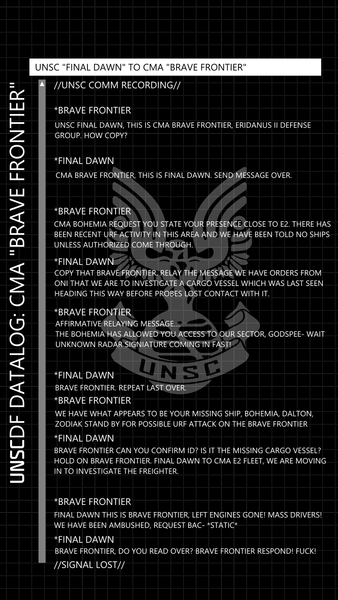 UNSC "FINAL DAWN" TO CMA "BRAVE FRONTIER"
UNSCDF DATALOG: CMA "BRAVE FRONTIER"
//UNSC COMM RECORDING//
*BRAVE FRONTIER
UNSC FINAL DAWN, THIS IS CMA BRAVE FRONTIER, ERIDANUS II DEFENSE
GROUP. HOW COPY?
*FINAL DAWN
CMA BRAVE FRONTIER, THIS IS FINAL DAWN. SEND MESSAGE OVER.
*BRAVE FRONTIER
CMA BOHEMIA REQUEST YOU STATE YOUR PRESENCE CLOSE TO E2. THERE HAS
BEEN RECENT URF ACTIVITY IN THIS AREA AND WE HAVE BEEN TOLD NO SHIPS
UNLESS AUTHORIZED COME THROUGH.
*FINAL DAWN
COPY THAT BRAVE FRONTIER. RELAY THE MESSAGE WE HAVE ORDERS FROM
ONI THAT WE ARE TO INVESTIGATE A CARGO VESSEL WHICH WAS LAST SEEN
HEADING THIS WAY BEFORE PROBES LOST CONTACT WITH IT.
*BRAVE FRONTIER
AFFIRMATIVE RELAYING MESSAGE...
THE BOHEMIA HAS ALLOWED YOU ACCESS TO OUR SECTOR, GODSPEE- WAIT
UNKNOWN RADAR SIGNIATURE COMING IN FAST!
UNSC
*FINAL DAWN
BRAVE FRONTIER. REPEAT LAST OVER.
*BRAVE FRONTIER
WE HAVE WHAT APPEARS TO BE YOUR MISSING SHIP, BOHEMIA, DALTON,
ZODIAK STAND BY FOR POSSIBLE URF ATTACK ON THE BRAVE FRONTIER
*FINAL DAWN
BRAVE FRONTIER CAN YOU CONFIRM ID? IS IT THE MISSING CARGO VESSEL?
HOLD ON BRAVE FRONTIER. FINAL DAWN TO CMA E2 FLEET, WE ARE MOVING
IN TO INVESTIGATE THE FREIGHTER.
*BRAVE FRONTIER
FINAL DAWN THIS IS BRAVE FRONTIER, LEFT ENGINES GONE! MASS DRIVERS!
WE HAVE BEEN AMBUSHED, REQUEST BAC- *STATIC*
*FINAL DAWN
BRAVE FRONTIER, DO YOU READ OVER? BRAVE FRONTIER RESPOND! FUCK!
//SIGNAL LOST//